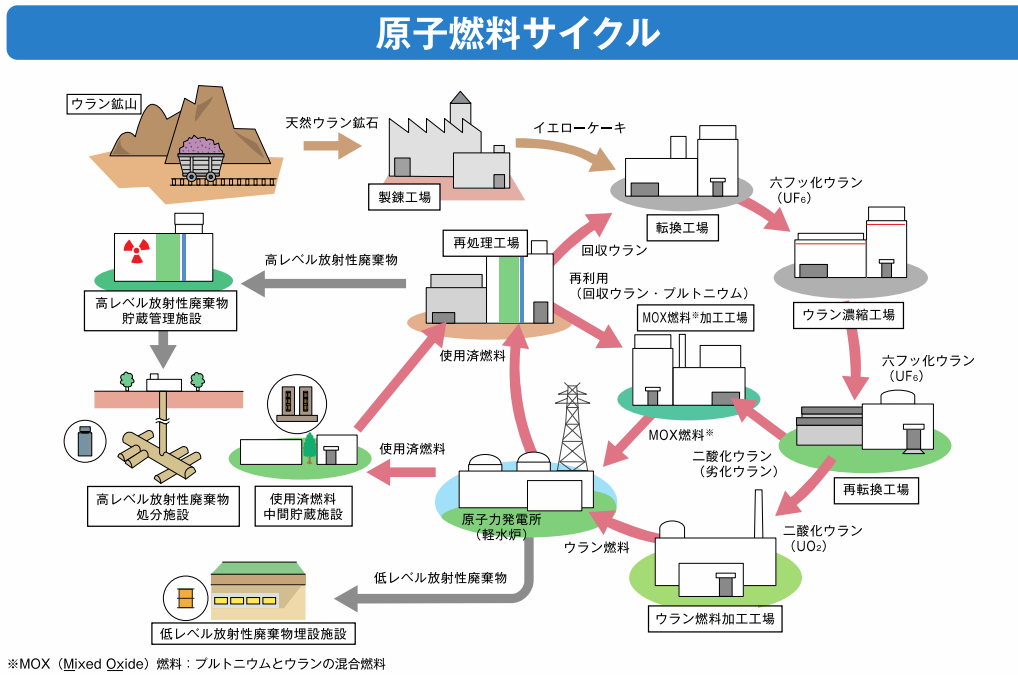 原子燃料サイクル
ウラン鉱山
天然ウラン鉱石
製錬工場
イエローケーキ
転換工場
六フッ化ウラン
（UF₆）
ウラン濃縮工場
六フッ化ウラン
（UF₆）
再転換工場
二酸化ウラン
（劣化ウラン）
二酸化ウラン
（UO₂）
ウラン燃料加工工場
ウラン燃料
原子力発電所
（軽水炉）
再処理工場
回収ウラン
再利用
（回収ウラン・プルトニウム）
MOX燃料※加工工場
MOX燃料※
使用済燃料
使用済燃料
使用済燃料
中間貯蔵施設
高レベル放射性廃棄物
高レベル放射性廃棄物
貯蔵管理施設
高レベル放射性廃棄物
処分施設
低レベル放射性廃棄物
低レベル放射性廃棄物埋設施設
※MOX（Mixed Oxide）燃料：プルトニウムとウランの混合燃料